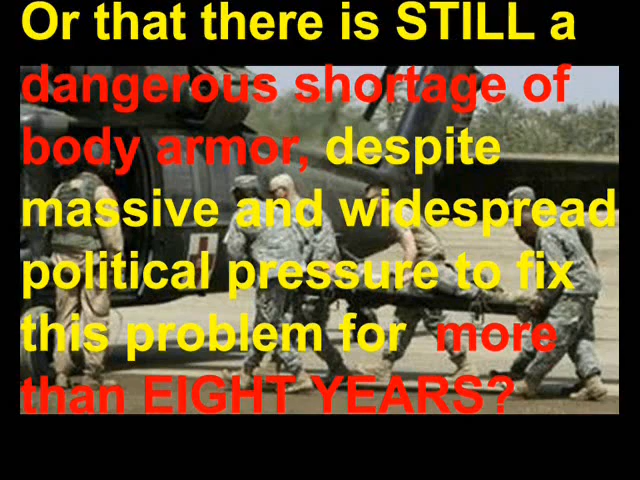 Or that there is STILL a
dangerous shortage of
body armor, despite
massive and widespread
political pressure to fix
this problem for more
than EIGHT YEARS?